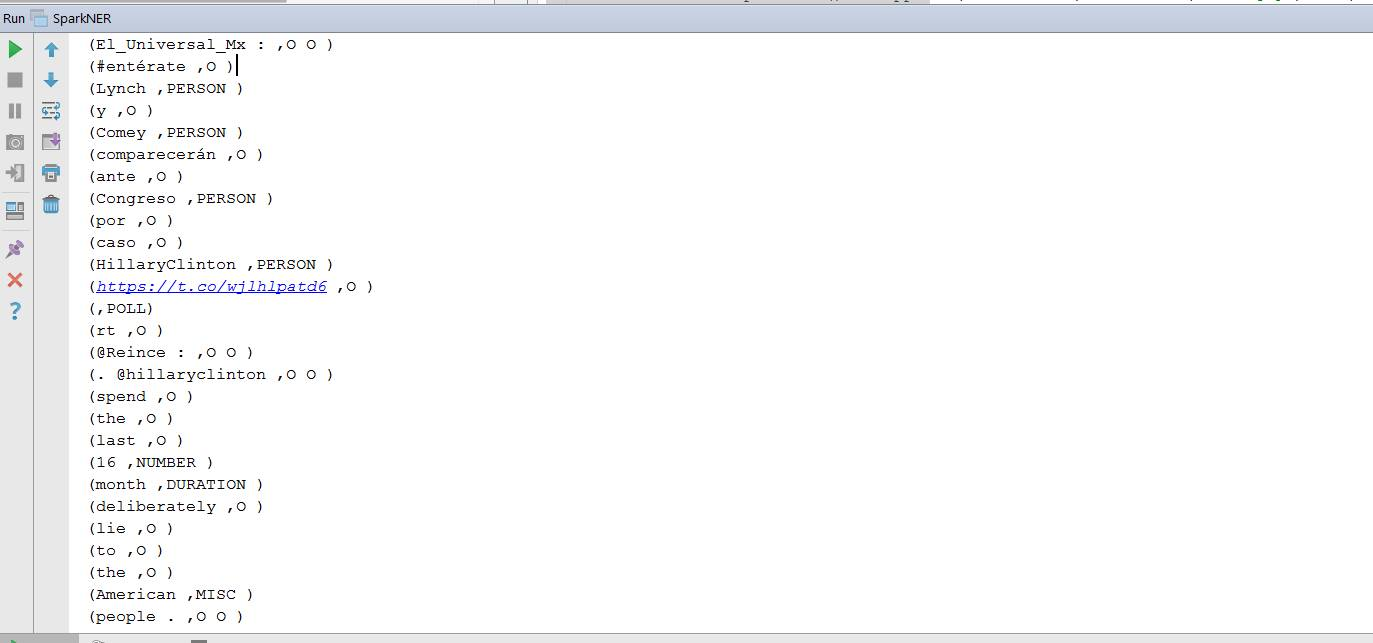 Run SparkNER
(El_Universal_Mx : ,O O )
(#entérate ,O )
(Lynch ,PERSON )
(y ,O )
(Comey ,PERSON )
(comparecerán ,O )
(ante ,O )
(Congreso ,PERSON )
(por ,O )
(caso ,O )
(HillaryClinton ,PERSON )
(https://t.co/wjlhlpatd6 ,O )
(,POLL)
(rt ,O )
(@Reince : ,O O )
(. @hillaryclinton ,O O )
(spend ,O )
(the ,O )
(last ,O )
(16 ,NUMBER )
(month ,DURATION )
(deliberately ,O )
(lie ,O )
(to ,O )
(the ,O )
(American ,MISC )
(people . ,O O )